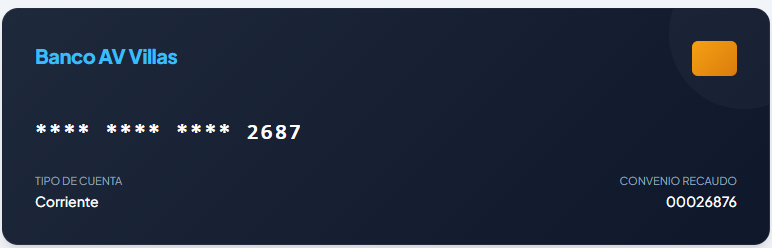 Banco AV Villas
**** **** **** 2687
TIPO DE CUENTA
Corriente
CONVENIO RECAUDO
00026876